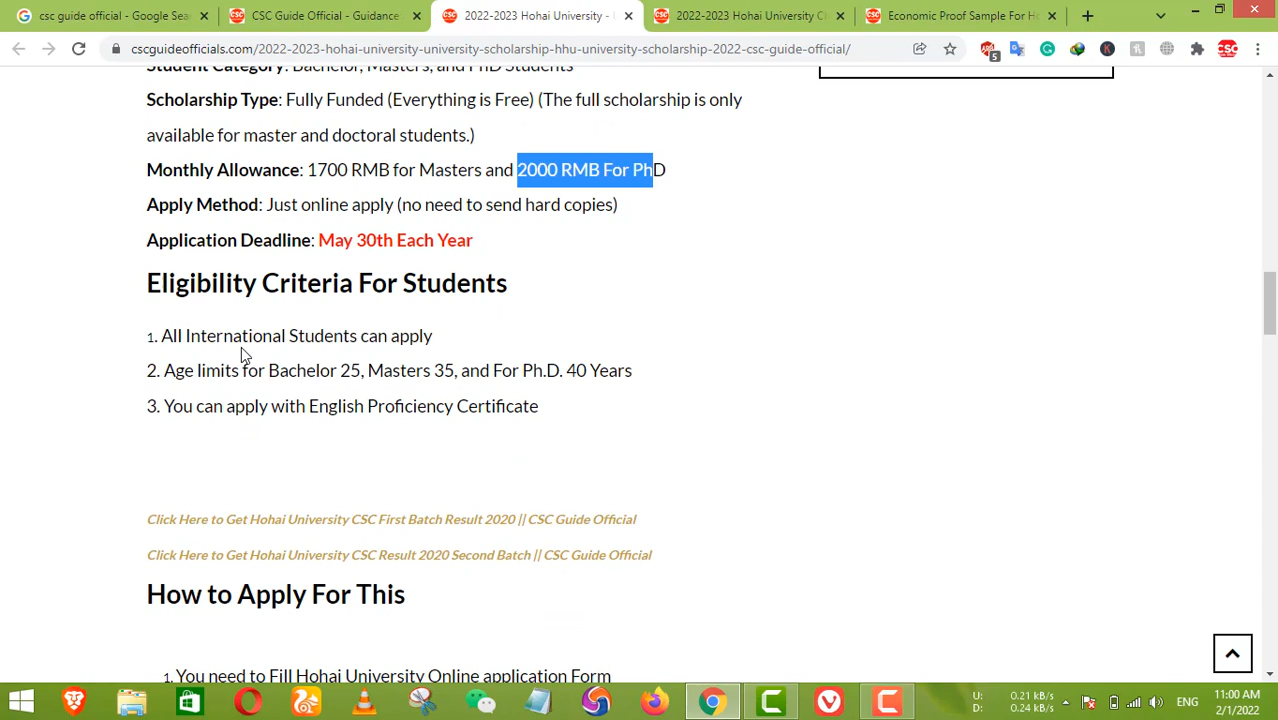 csc guide official - Google Sea
CSC Guide Official - Guidance
2022-2023 Hohai University -
2022-2023 Hohai University C
Economic Proof Sample For H
cscguideofficials.com/2022-2023-hohai-university-university-scholarship-hhu-university-scholarship-2022-csc-guide-official/
5
Student Category: Bachelor, Masters, and PhD Students
Scholarship Type: Fully Funded (Everything is Free) (The full scholarship is only
available for master and doctoral students.)
Monthly Allowance: 1700 RMB for Masters and 2000 RMB For PhD
Apply Method: Just online apply (no need to send hard copies)
Application Deadline: May 30th Each Year
Eligibility Criteria For Students
1. All International Students can apply
2. Age limits for Bachelor 25, Masters 35, and For Ph.D. 40 Years
3. You can apply with English Proficiency Certificate
Click Here to Get Hohai University CSC First Batch Result 2020 || CSC Guide Official
Click Here to Get Hohai University CSC Result 2020 Second Batch || CSC Guide Official
How to Apply For This
1. You need to Fill Hohai University Online application Form
U: 0.21 kB/s
D: 0.24 kB/s
ENG
11:00 AM
2/1/2022